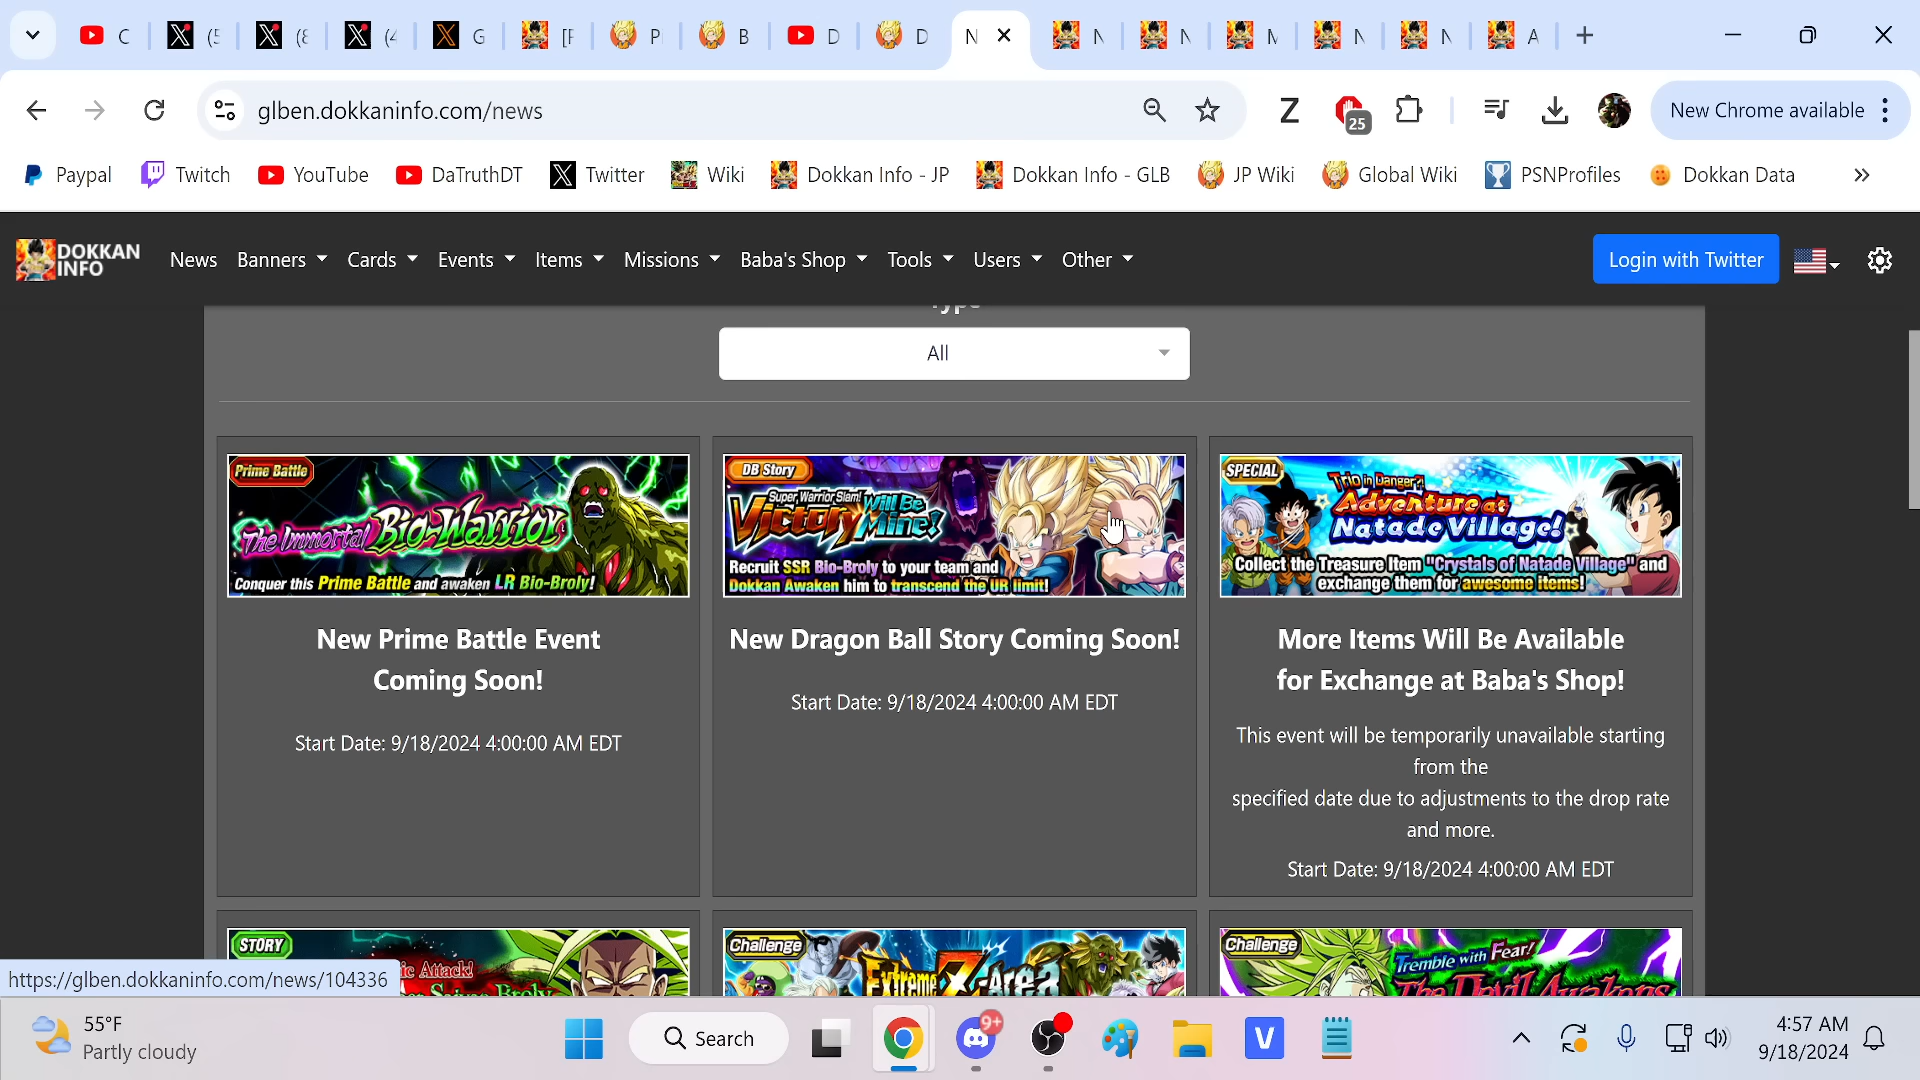 glben.dokkaninfo.com/news
25
New Chrome available
Paypal
Twitch
YouTube
DaTruthDT
Twitter
Wiki
Dokkan Info - JP
Dokkan Info - GLB
JP Wiki
Global Wiki
PSNProfiles
Dokkan Data
DOKKAN
INFO
News
Banners
Cards
Events
Items
Missions
Baba's Shop
Tools
Users
Other
Login with Twitter
Type
All
Prime Battle
The Immortal Bio-Warrior
Conquer this Prime Battle and awaken LR Bio-Broly!
New Prime Battle Event
Coming Soon!
Start Date: 9/18/2024 4:00:00 AM EDT
DB Story
Super Warrior Slam!
Victory Will Be Mine!
Recruit SSR Bio-Broly to your team and
Dokkan Awaken him to transcend the UR limit!
New Dragon Ball Story Coming Soon!
Start Date: 9/18/2024 4:00:00 AM EDT
SPECIAL
Trio in Danger?!
Adventure at
Natade Village!
Collect the Treasure Item "Crystals of Natade Village" and
exchange them for awesome items!
More Items Will Be Available
for Exchange at Baba's Shop!
This event will be temporarily unavailable starting
from the
specified date due to adjustments to the drop rate
and more.
Start Date: 9/18/2024 4:00:00 AM EDT
STORY
Attack!
Broly
Challenge
Extreme Z-Area
Challenge
Tremble with Fear!
The Devil Awakens
https://glben.dokkaninfo.com/news/104336
55°F
Partly cloudy
Search
9+
4:57 AM
9/18/2024